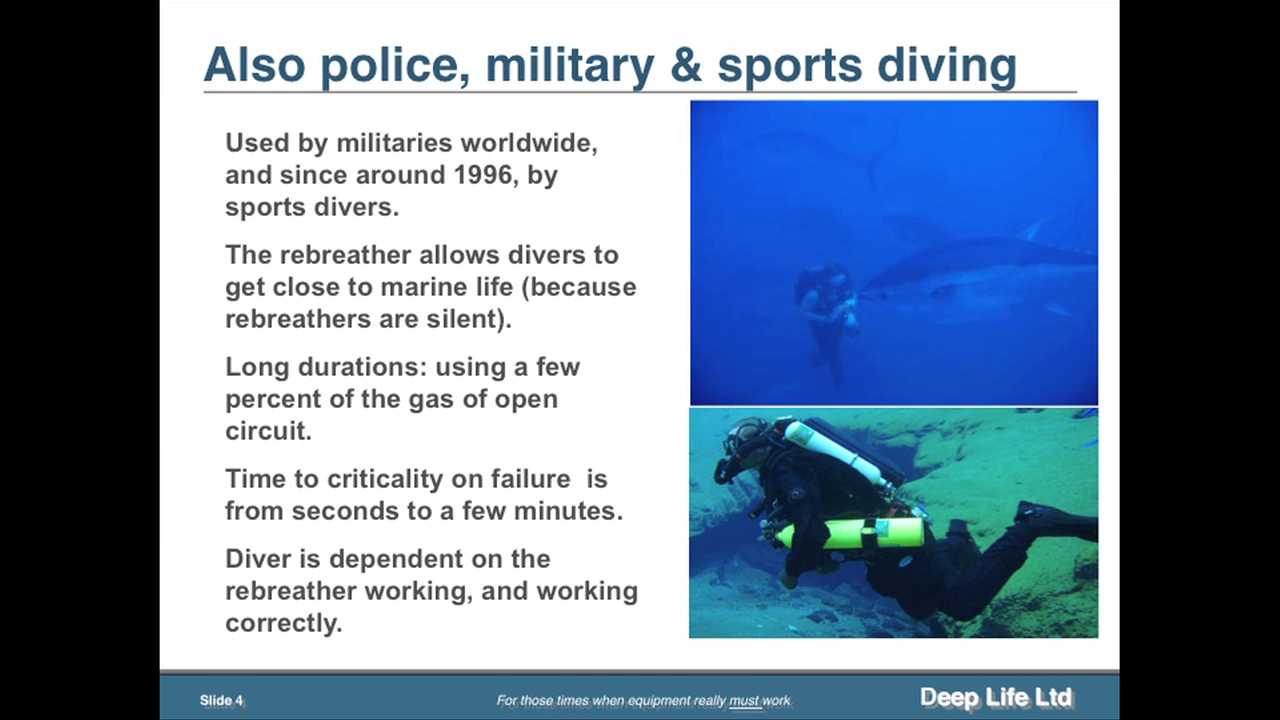 Also police, military & sports diving
Used by militaries worldwide,
and since around 1996, by
sports divers.
The rebreather allows divers to
get close to marine life (because
rebreathers are silent).
Long durations: using a few
percent of the gas of open
circuit.
Time to criticality on failure  is
from seconds to a few minutes.
Diver is dependent on the
rebreather working, and working
correctly.
Slide 4
For those times when equipment really must work
Deep Life Ltd